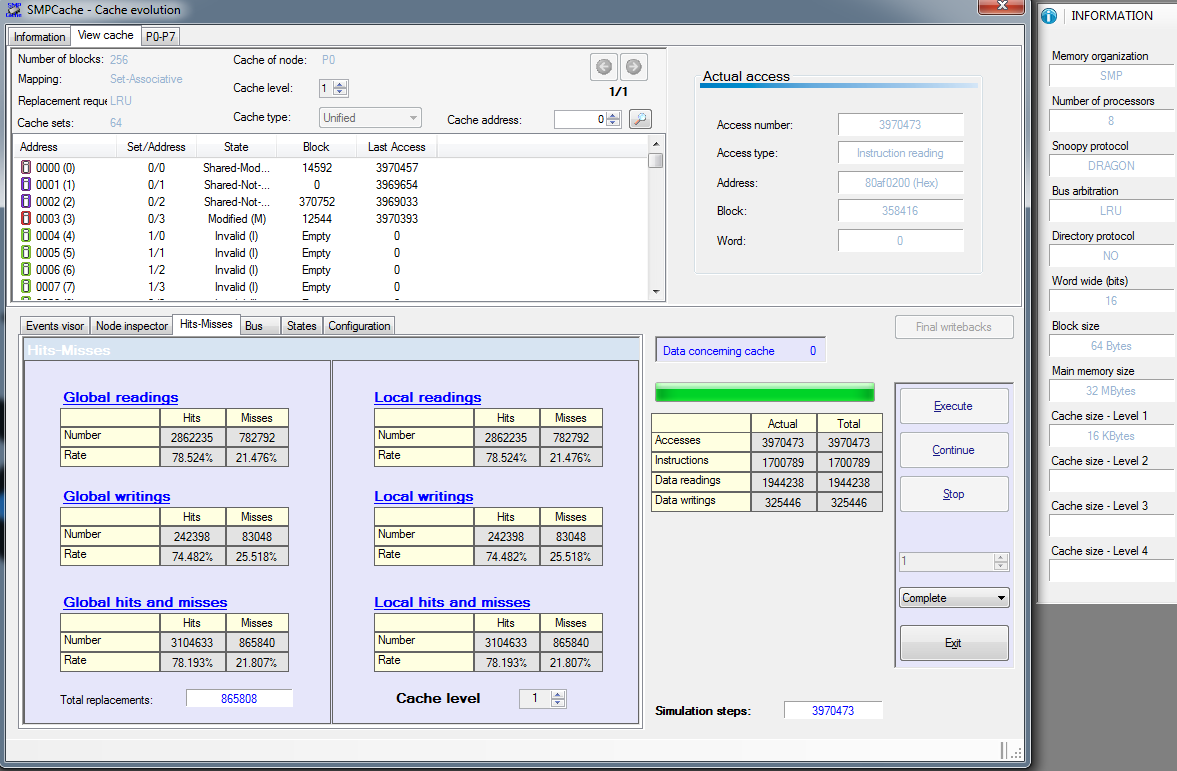 SMPCache - Cache evolution
Information View cache P0-P7
Number of blocks: 256
Mapping: Set-Associative
Replacement reque LRU
Cache sets: 64
Cache of node: P0
Cache level: 1
Cache type: Unified
1/1
Cache address: 0
Address Set/Address State Block Last Access
0000 (0) 0/0 Shared-Mod... 14592 3970457
0001 (1) 0/1 Shared-Not-... 0 3969654
0002 (2) 0/2 Shared-Not-... 370752 3969033
0003 (3) 0/3 Modified (M) 12544 3970393
0004 (4) 1/0 Invalid (I) Empty 0
0005 (5) 1/1 Invalid (I) Empty 0
0006 (6) 1/2 Invalid (I) Empty 0
0007 (7) 1/3 Invalid (I) Empty 0
Actual access
Access number: 3970473
Access type: Instruction reading
Address: 80af0200 (Hex)
Block: 358416
Word: 0
Events visor Node inspector Hits-Misses Bus States Configuration
Hits-Misses
Global readings
Hits Misses
Number 2862235 782792
Rate 78.524% 21.476%
Global writings
Hits Misses
Number 242398 83048
Rate 74.482% 25.518%
Global hits and misses
Hits Misses
Number 3104633 865840
Rate 78.193% 21.807%
Total replacements: 865808
Local readings
Hits Misses
Number 2862235 782792
Rate 78.524% 21.476%
Local writings
Hits Misses
Number 242398 83048
Rate 74.482% 25.518%
Local hits and misses
Hits Misses
Number 3104633 865840
Rate 78.193% 21.807%
Cache level 1
Data concerning cache 0
Actual Total
Accesses 3970473 3970473
Instructions 1700789 1700789
Data readings 1944238 1944238
Data writings 325446 325446
Simulation steps: 3970473
Final writebacks
Execute
Continue
Stop
1
Complete
Exit
INFORMATION
Memory organization
SMP
Number of processors
8
Snoopy protocol
DRAGON
Bus arbitration
LRU
Directory protocol
NO
Word wide (bits)
16
Block size
64 Bytes
Main memory size
32 MBytes
Cache size - Level 1
16 KBytes
Cache size - Level 2
Cache size - Level 3
Cache size - Level 4